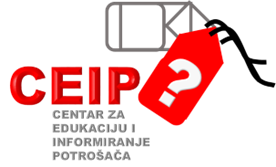 CEIP ?
CENTAR ZA
EDUKACIJU I
INFORMIRANJE
POTROŠAČA